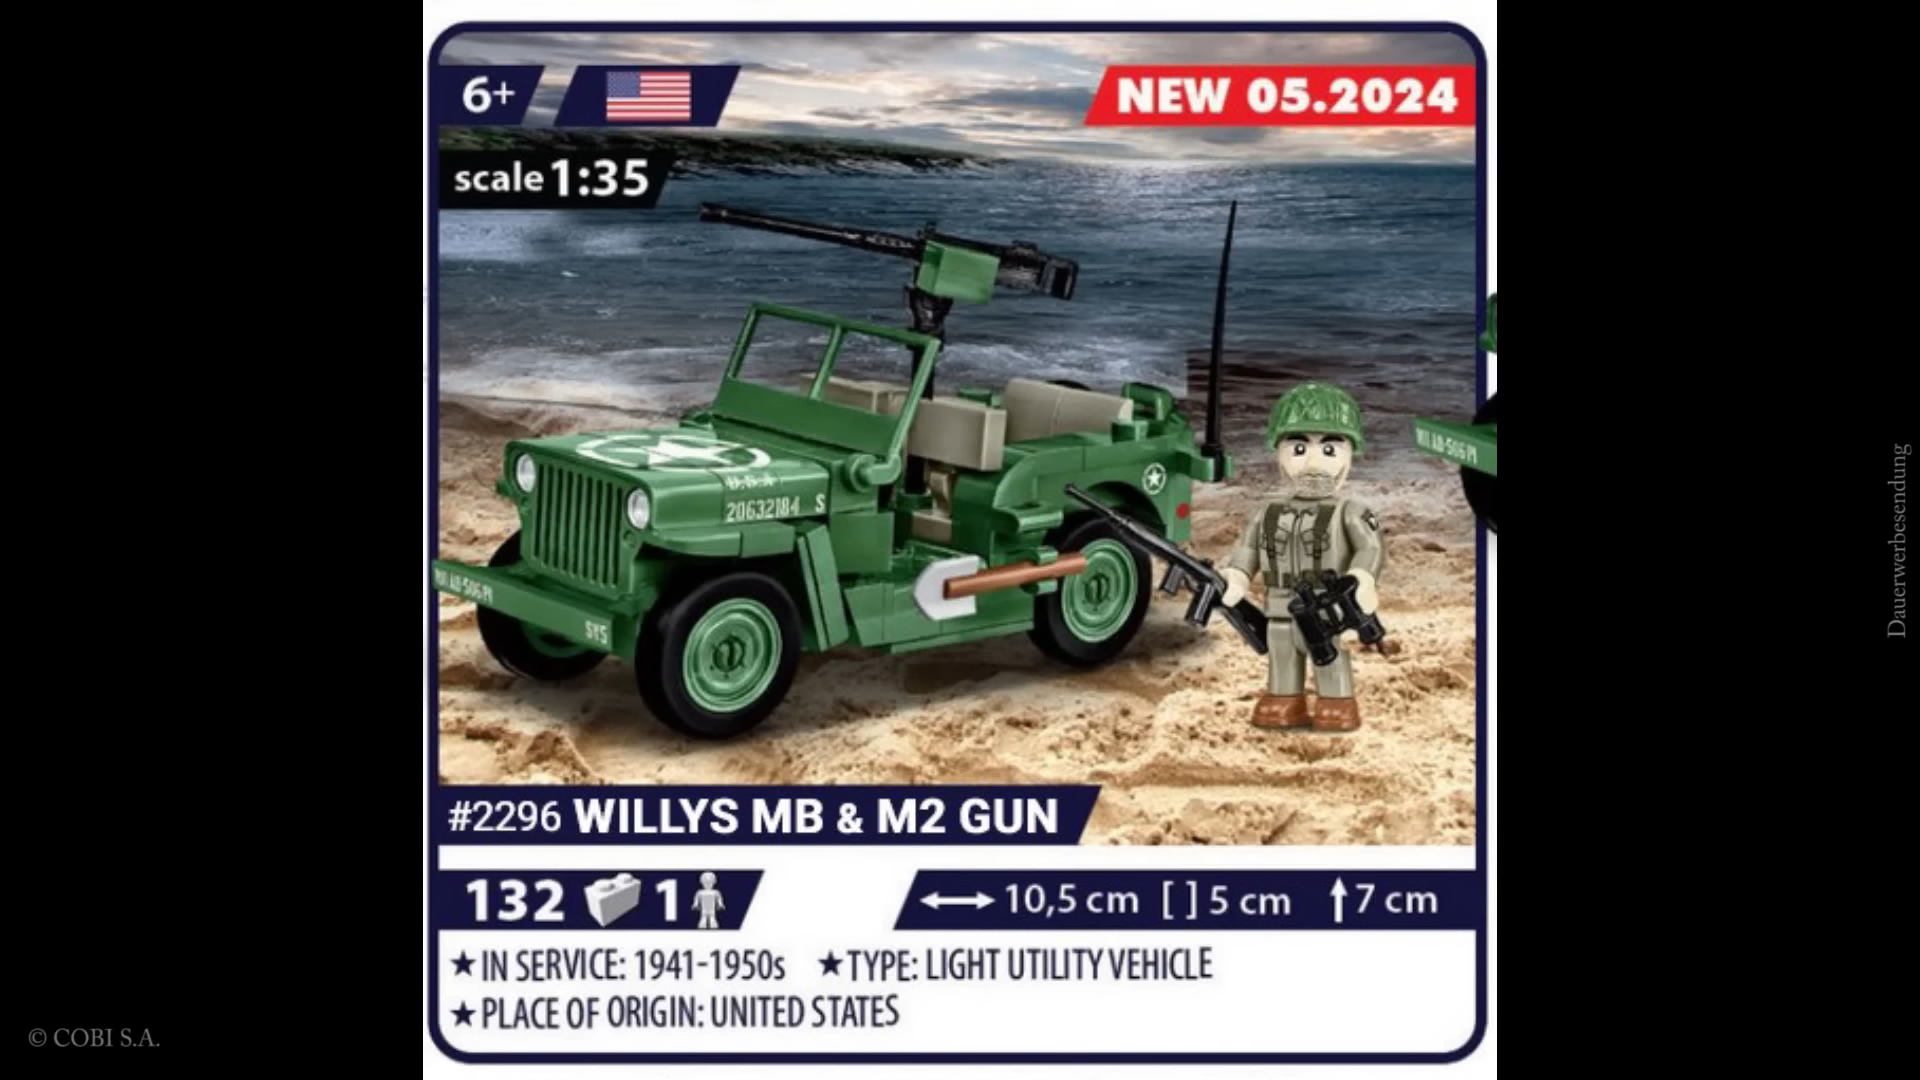 6+
NEW 05.2024
scale 1:35
U.S.A
20632184 S
SYS
#2296 WILLYS MB & M2 GUN
132 1 10,5 cm [ ] 5 cm 7 cm
★ IN SERVICE: 1941-1950s ★ TYPE: LIGHT UTILITY VEHICLE
★ PLACE OF ORIGIN: UNITED STATES
© COBI S.A.
Dauerwerbesendung